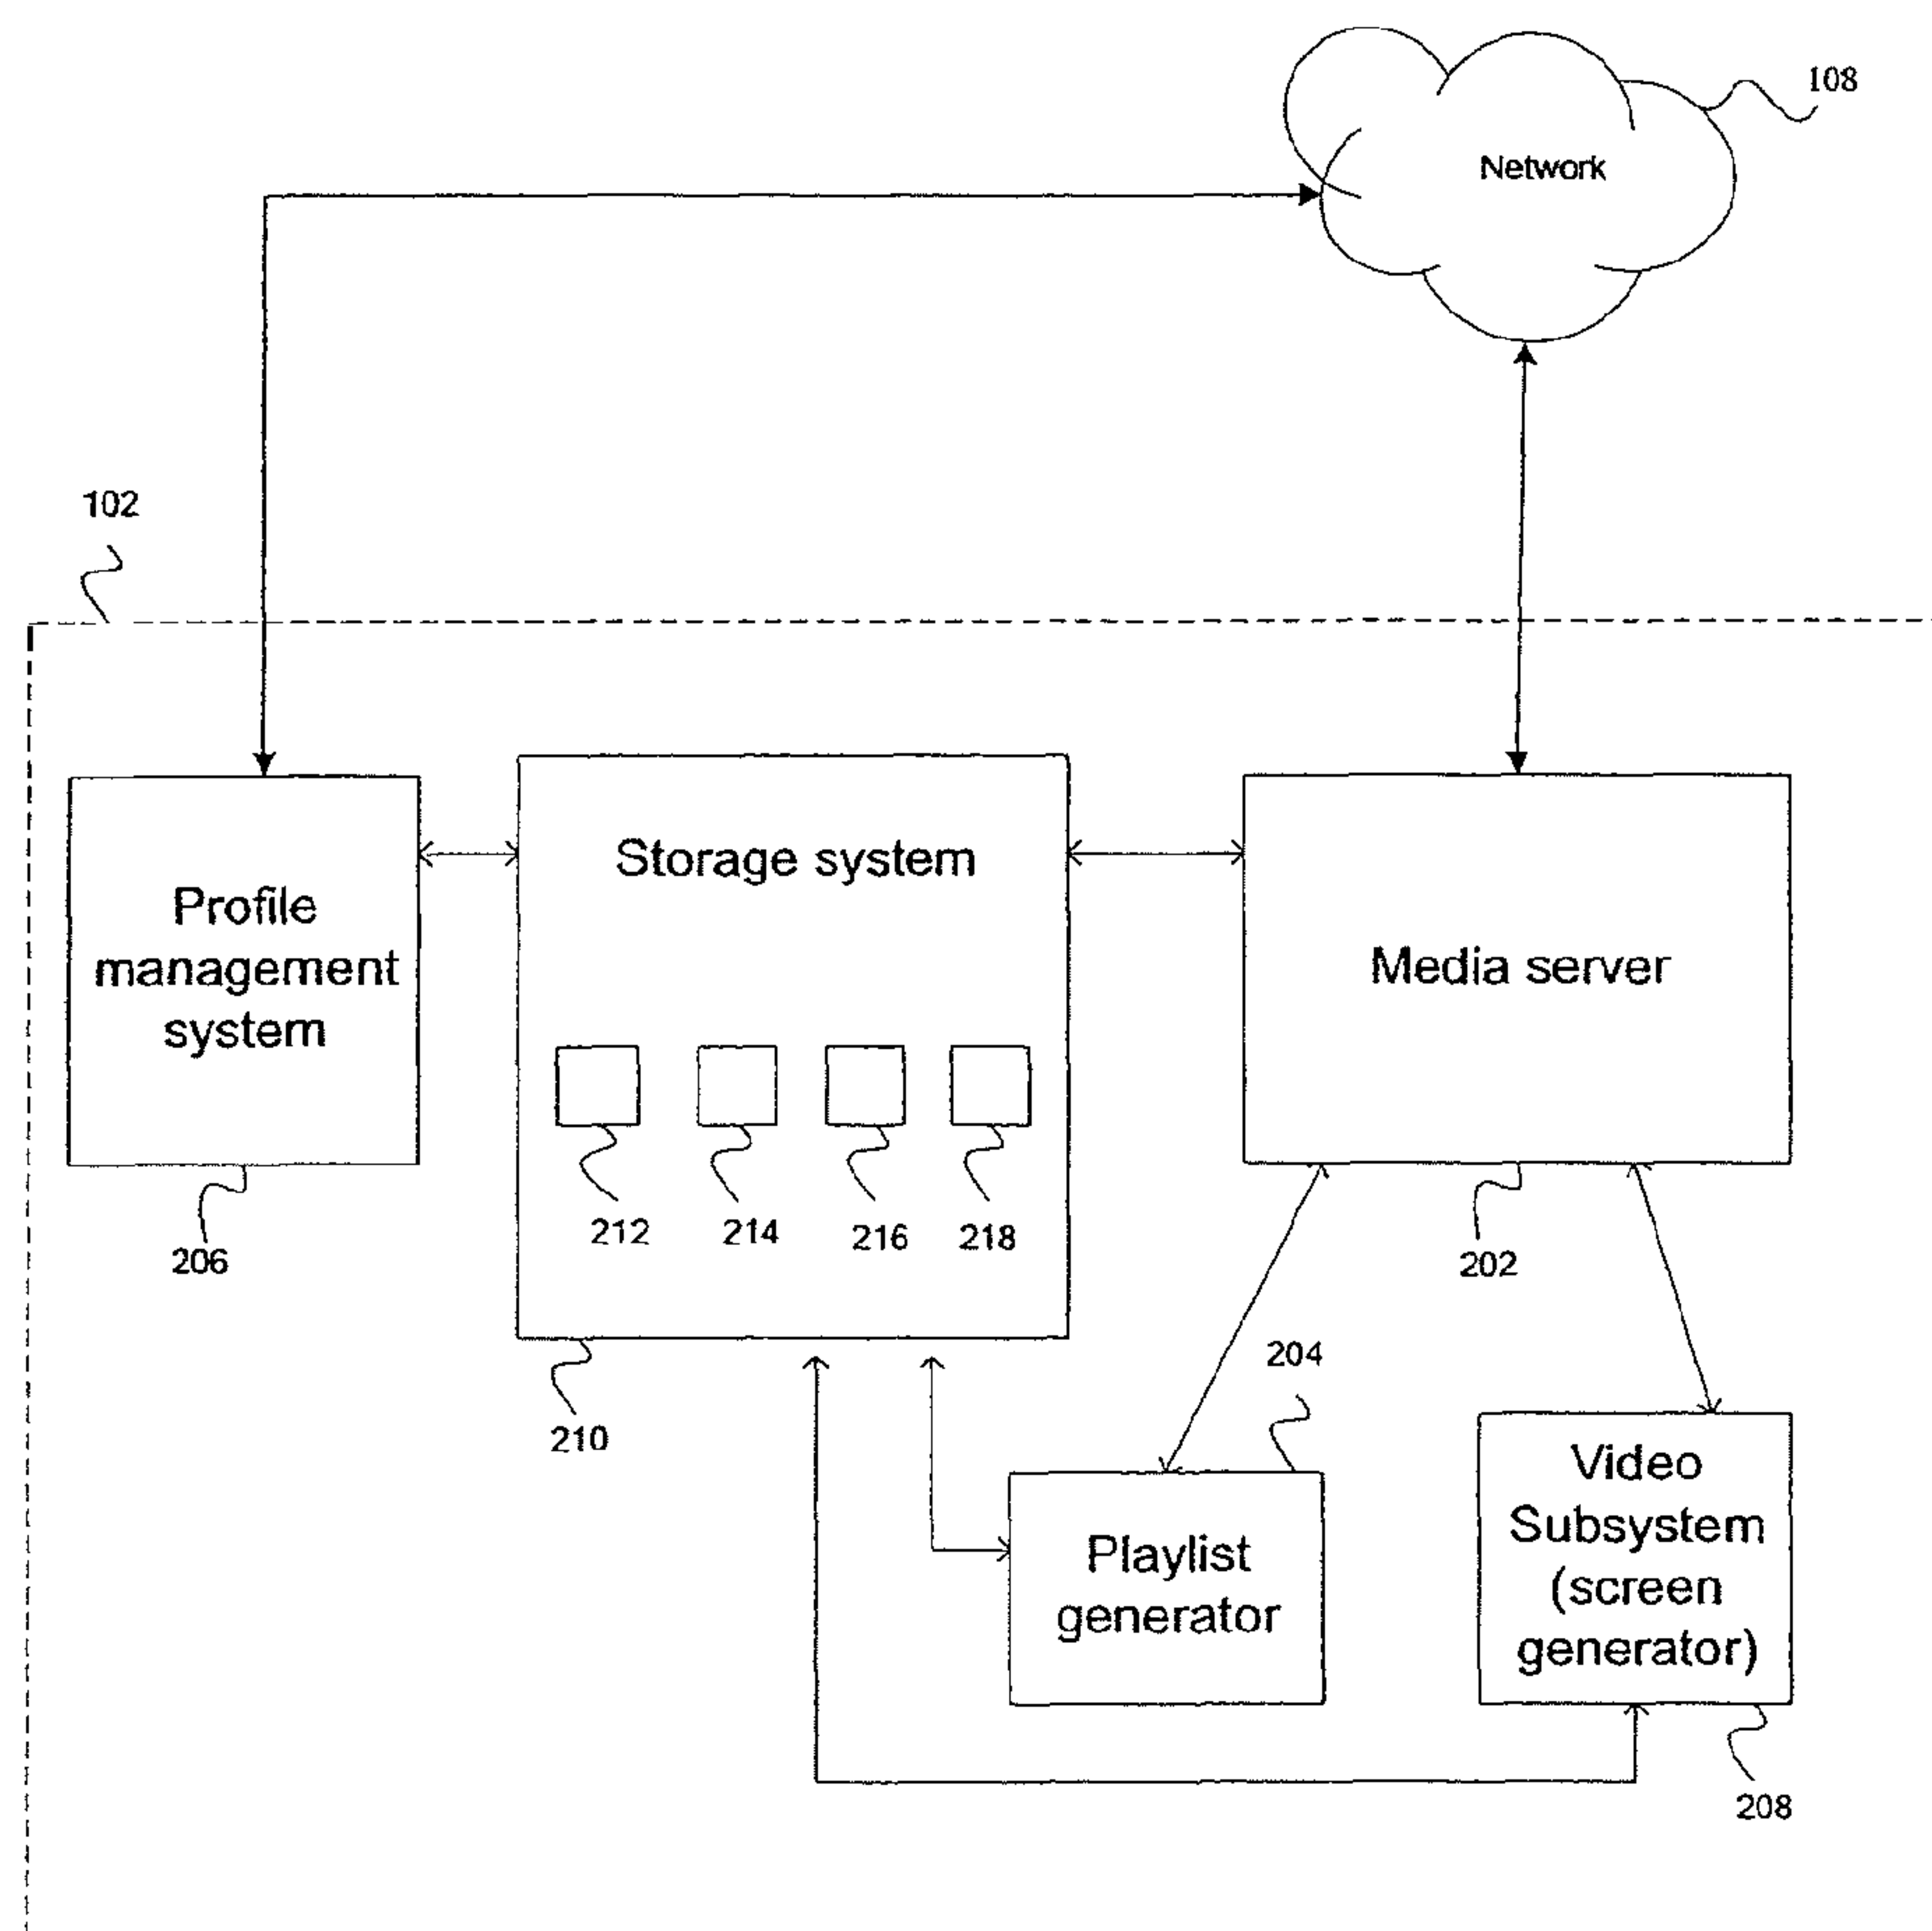 108
Network
102
Profile
management
system
206
Storage system
212
214
216
218
210
Media server
202
204
Playlist
generator
Video
Subsystem
(screen
generator)
208